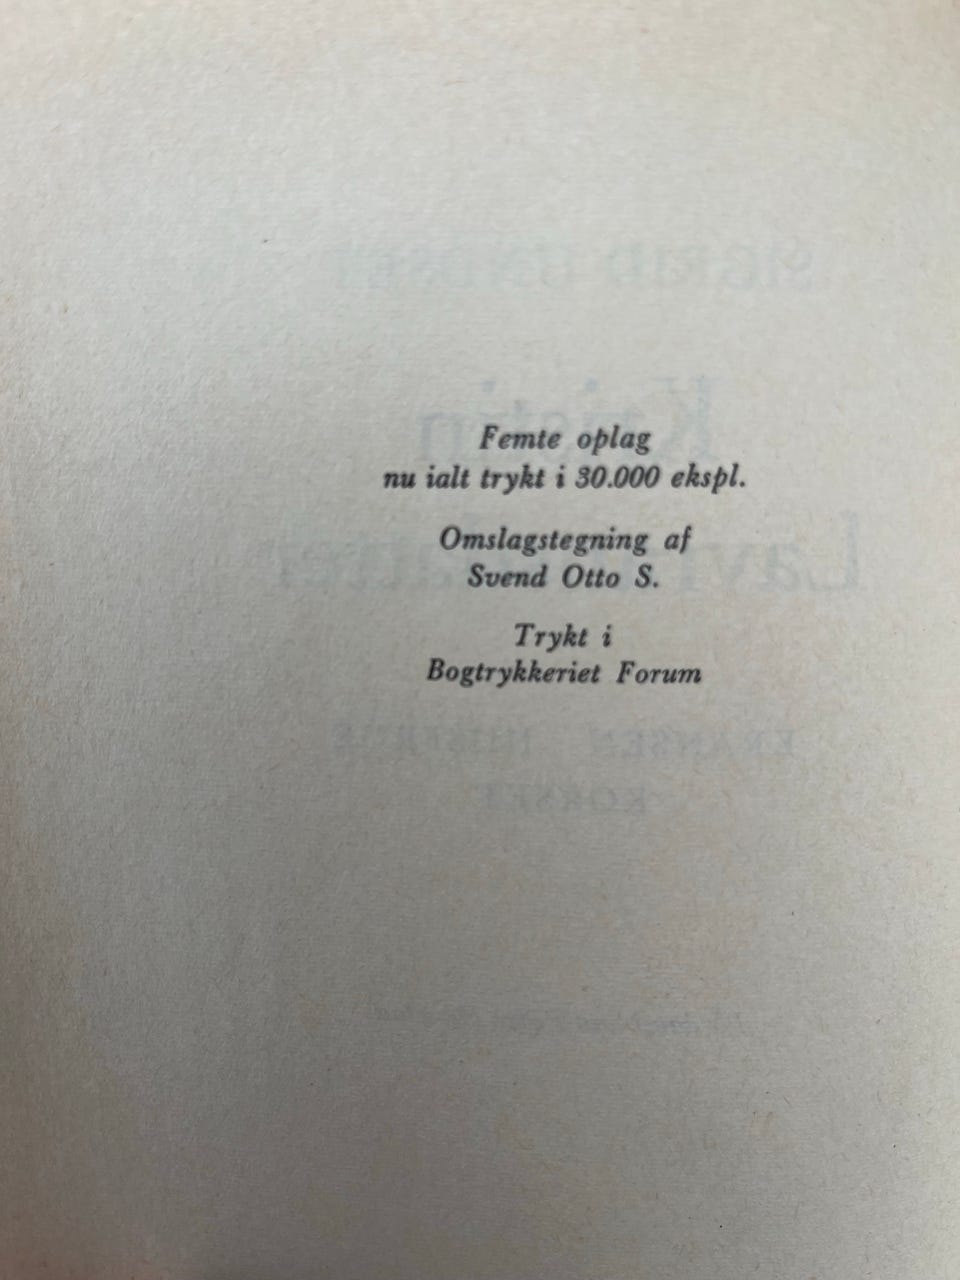 Femte oplag
nu ialt trykt i 30.000 ekspl.
Omslagstegning af
Svend Otto S.
Trykt i
Bogtrykkeriet Forum